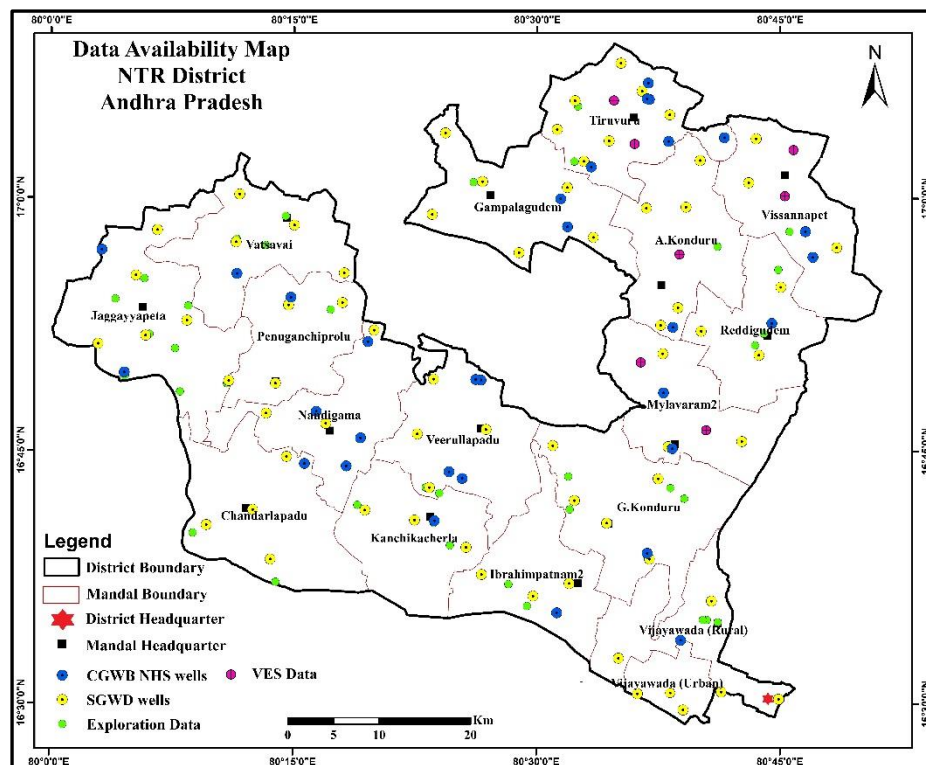 80°0'0"E 80°15'0"E 80°30'0"E 80°45'0"E
Data Availability Map
NTR District
Andhra Pradesh
N
Tiruvuru
17°0'0"N
17°0'0"N
Gampalagudem
Vissannapet
Vatsavai
A.Konduru
Jaggayyapeta
Penuganchiprolu
Reddigudem
Mylavaram2
Nandigama
Veerullapadu
16°45'0"N
16°45'0"N
G.Konduru
Chandarlapadu
Kanchikacherla
Legend
District Boundary
Mandal Boundary
District Headquarter
Mandal Headquarter
CGWB NHS wells
VES Data
SGWD wells
Exploration Data
Ibrahimpatnam2
Vijayawada (Rural)
Vijayawada (Urban)
16°30'0"N
16°30'0"N
Km
0 5 10 20
80°0'0"E 80°15'0"E 80°30'0"E 80°45'0"E